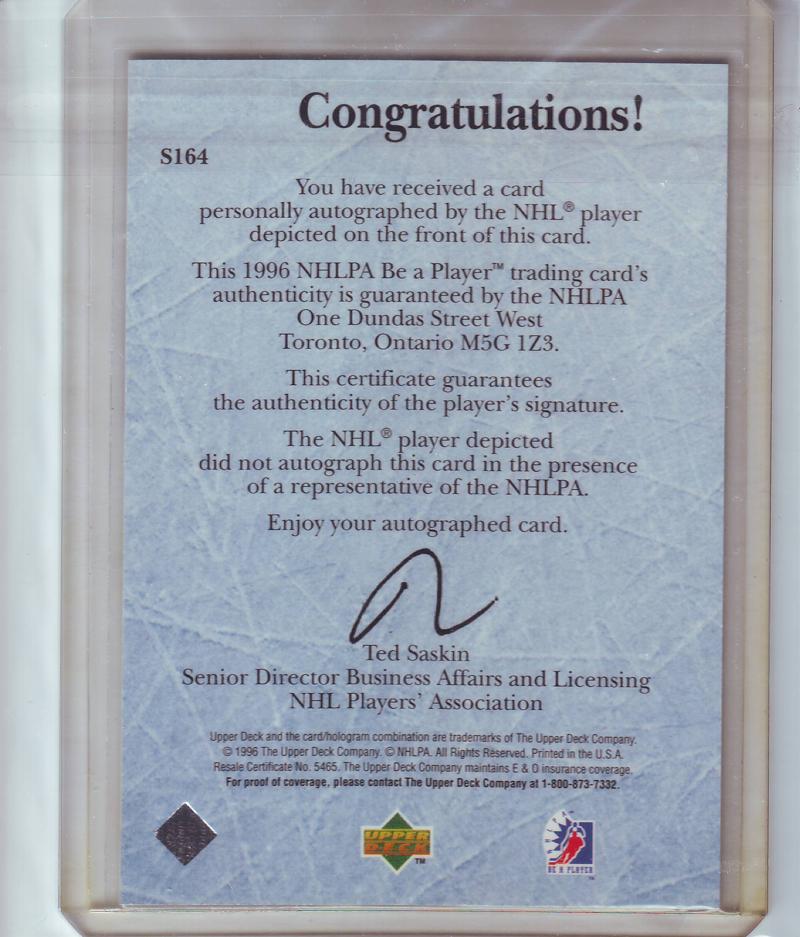 Congratulations!
S164
You have received a card
personally autographed by the NHL® player
depicted on the front of this card.
This 1996 NHLPA Be a Player™ trading card's
authenticity is guaranteed by the NHLPA
One Dundas Street West
Toronto, Ontario M5G 1Z3.
This certificate guarantees
the authenticity of the player's signature.
The NHL® player depicted
did not autograph this card in the presence
of a representative of the NHLPA.
Enjoy your autographed card.
Ted Saskin
Senior Director Business Affairs and Licensing
NHL Players' Association
Upper Deck and the card/hologram combination are trademarks of The Upper Deck Company.
© 1996 The Upper Deck Company. © NHLPA. All Rights Reserved. Printed in the U.S.A.
Resale Certificate No. 5465. The Upper Deck Company maintains E & O insurance coverage.
For proof of coverage, please contact The Upper Deck Company at 1-800-873-7332.
UPPER
DECK™
BE A PLAYER™